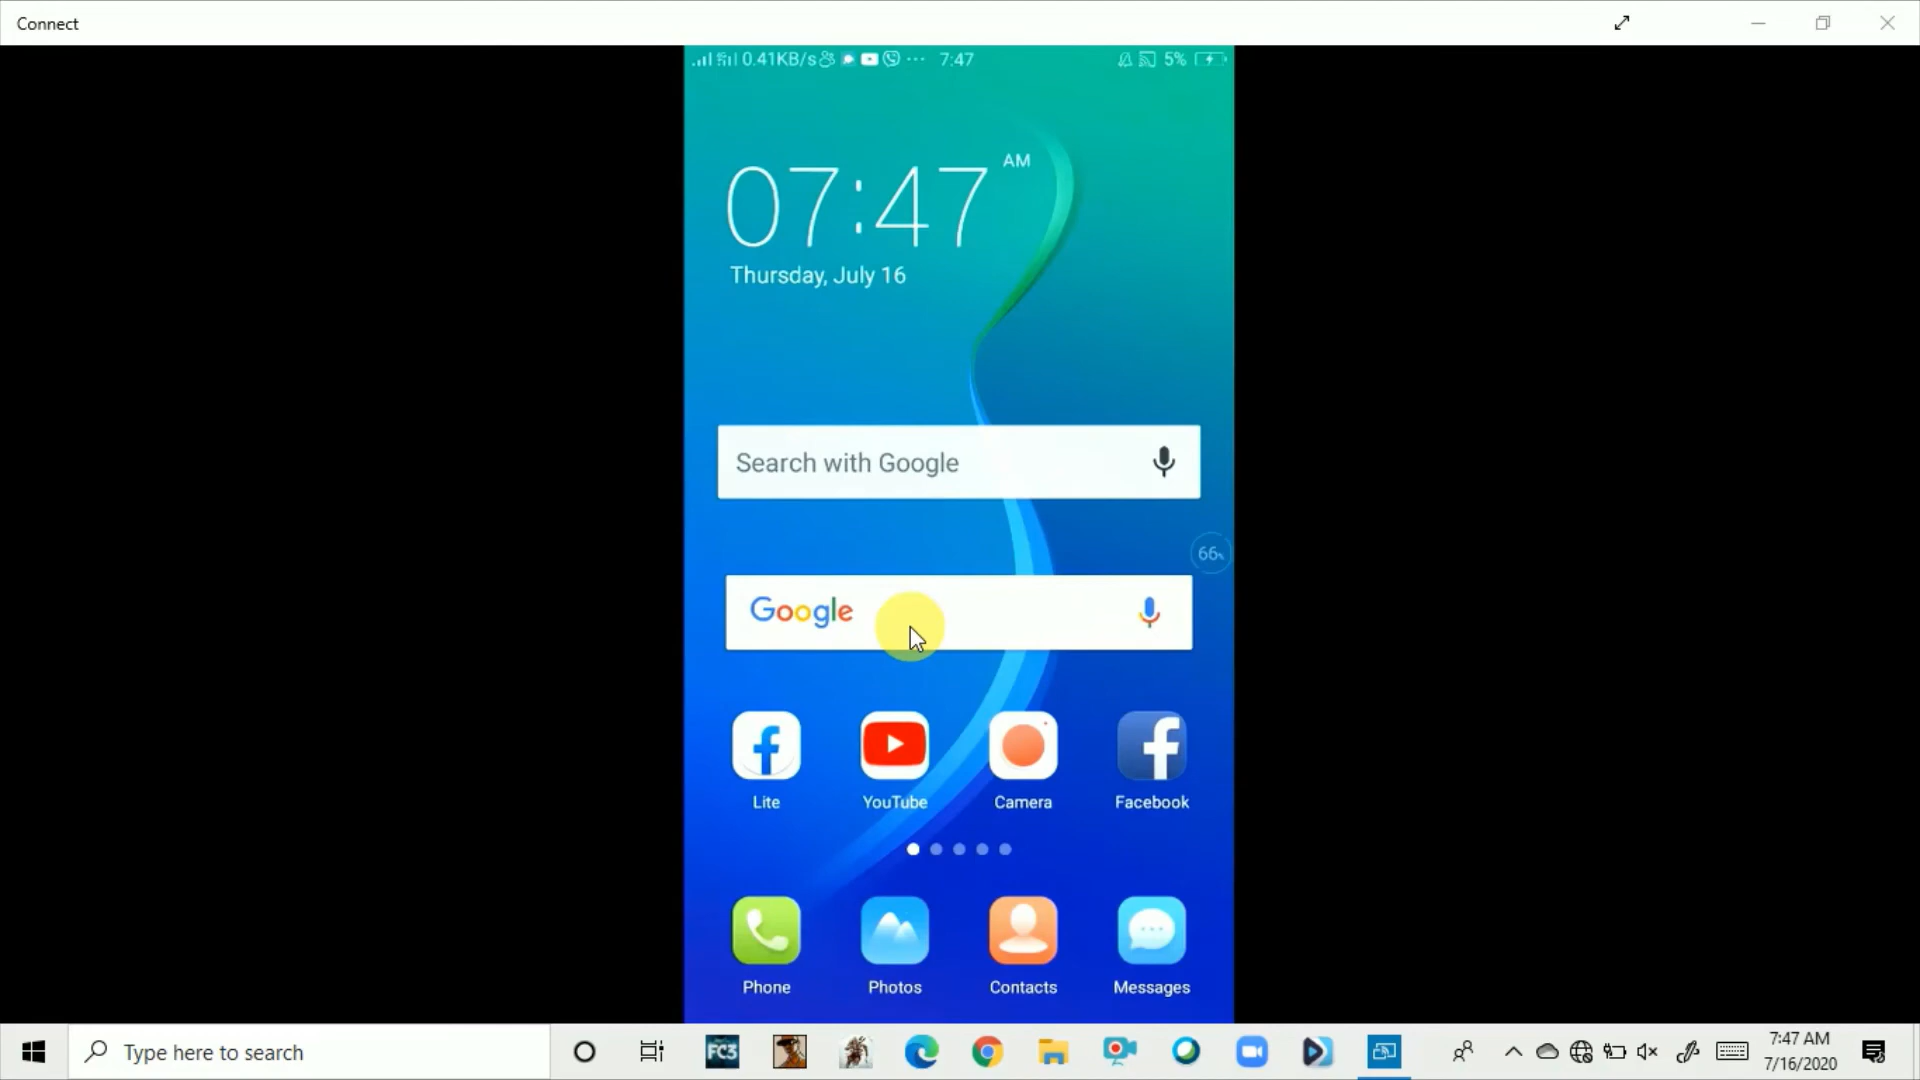 Connect
0.41KB/s ... 7:47 5%
07:47 AM
Thursday, July 16
Search with Google
66%
Google
Lite YouTube Camera Facebook
Phone Photos Contacts Messages
Type here to search
FC3
7:47 AM
7/16/2020